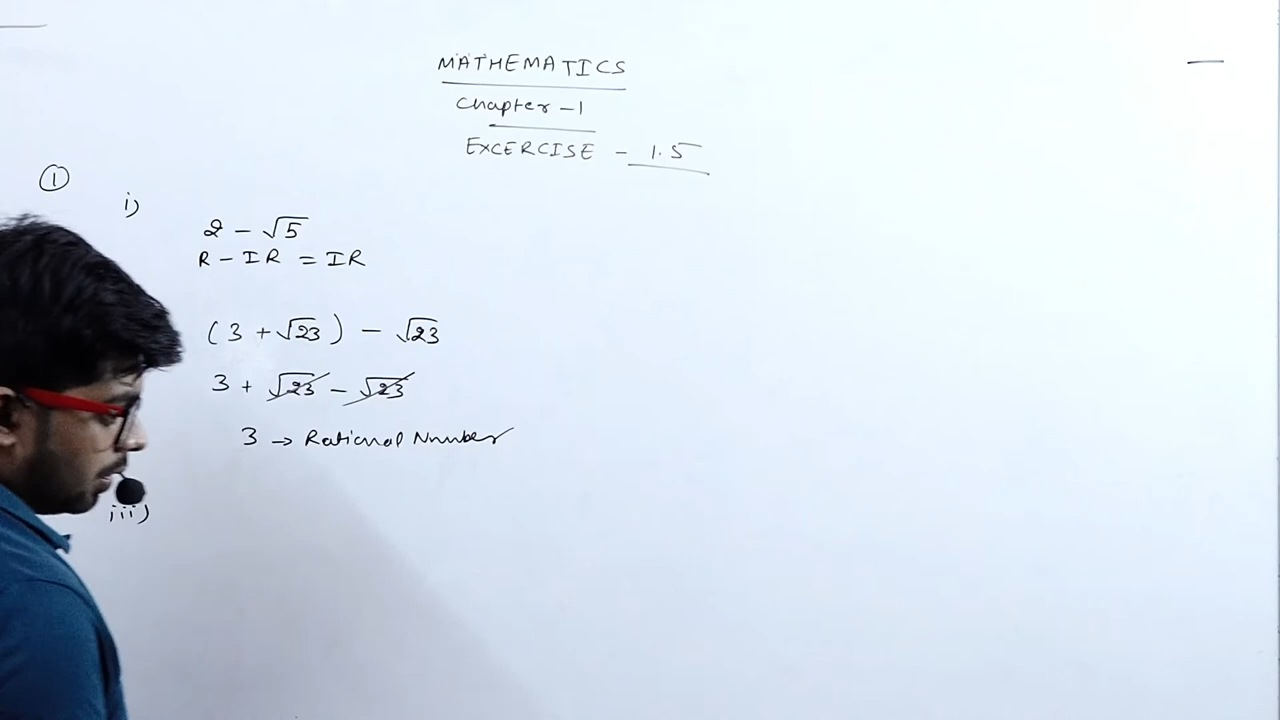 MATHEMATICS
Chapter - 1
EXCERCISE - 1.5
①
i)
2 - √5
R - IR = IR
(3 + √23) - √23
3 + √23 - √23
3 → Rational Number
iii)